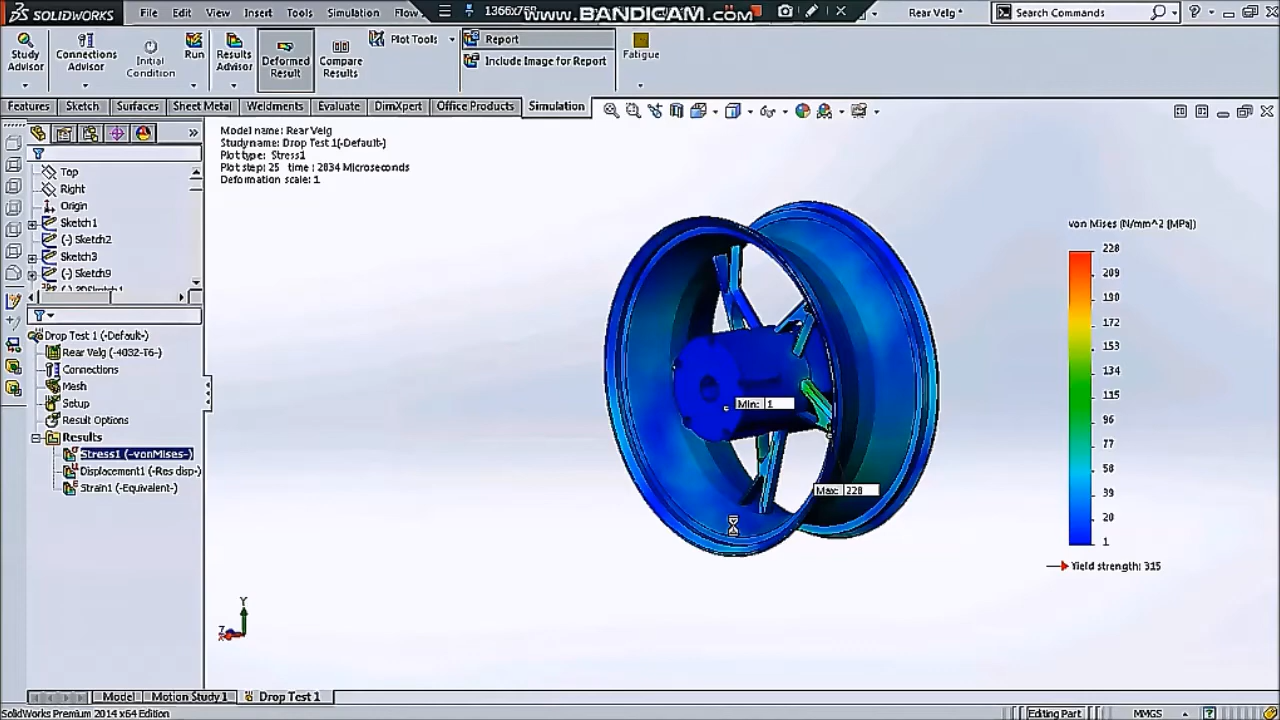 SOLIDWORKS
File Edit View Insert Tools Simulation Flow
1366x768
www.BANDICAM.com
Rear Velg *
Search Commands
Study Advisor
Connections Advisor
Initial Condition
Run
Results Advisor
Deformed Result
Compare Results
Plot Tools
Report
Include Image for Report
Fatigue
Features Sketch Surfaces Sheet Metal Weldments Evaluate DimXpert Office Products Simulation
Model name: Rear Velg
Studyname: Drop Test 1(-Default-)
Plot type: Stress1
Plot step: 25 time : 2834 Microseconds
Deformation scale: 1
Top
Right
Origin
Sketch1
(-) Sketch2
Sketch3
(-) Sketch9
3DSketch1
Drop Test 1 (-Default-)
Rear Velg (-4032-T6-)
Connections
Mesh
Setup
Result Options
Results
Stress1 (-vonMises-)
Displacement1 (-Res disp-)
Strain1 (-Equivalent-)
Min: 1
Max: 228
von Mises (N/mm^2 (MPa))
228
209
190
172
153
134
115
96
77
58
39
20
1
Yield strength: 315
Y
Z
Model Motion Study 1 Drop Test 1
SolidWorks Premium 2014 x64 Edition
Editing Part
MMGS